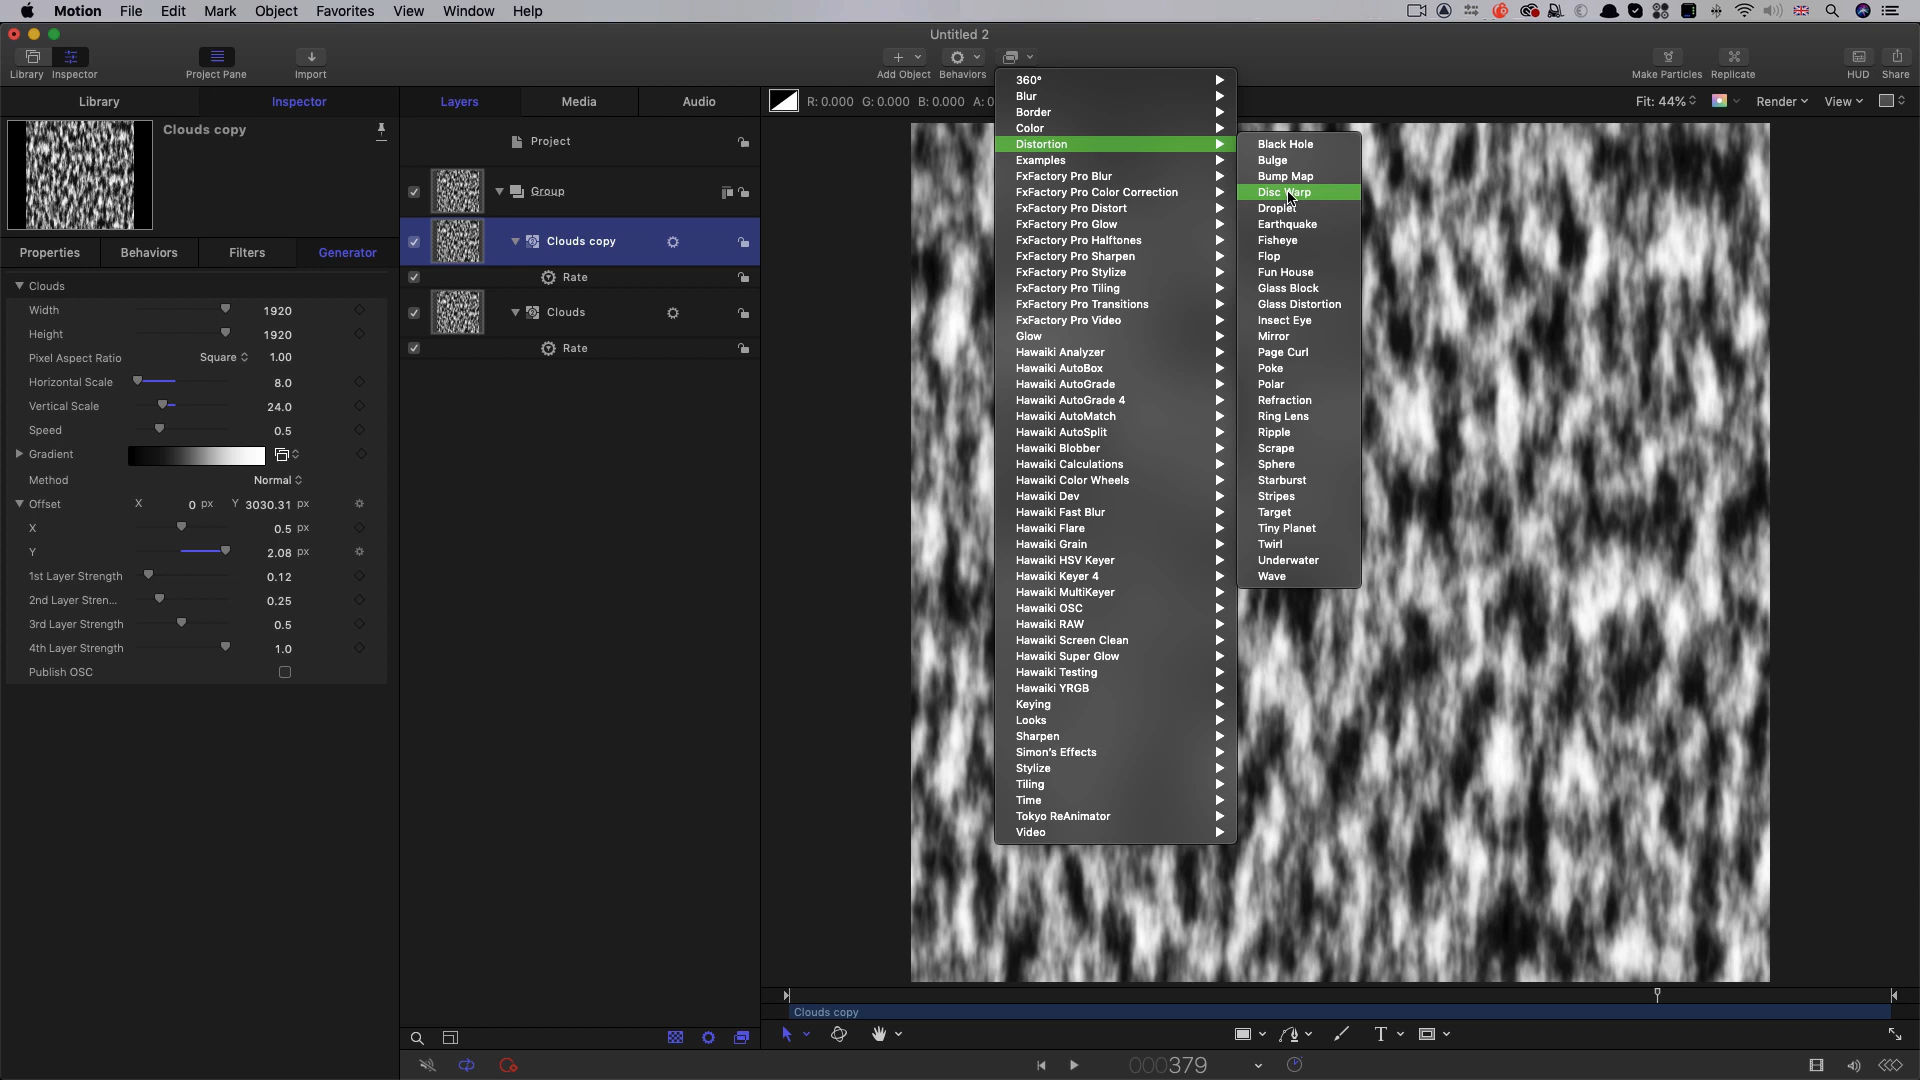 Motion File Edit Mark Object Favorites View Window Help
Untitled 2
Library Inspector Project Pane Import Add Object Behaviors Make Particles Replicate HUD Share
Library Inspector Layers Media Audio R: 0.000 G: 0.000 B: 0.000 A: 0 Fit: 44% Render View
Clouds copy
Properties Behaviors Filters Generator
Clouds
Width 1920
Height 1920
Pixel Aspect Ratio Square 1.00
Horizontal Scale 8.0
Vertical Scale 24.0
Speed 0.5
Gradient
Method Normal
Offset X 0 px Y 3030.31 px
X 0.5 px
Y 2.08 px
1st Layer Strength 0.12
2nd Layer Stren... 0.25
3rd Layer Strength 0.5
4th Layer Strength 1.0
Publish OSC
Project
Group
Clouds copy
Rate
Clouds
Rate
360°
Blur
Border
Color
Distortion
Examples
FxFactory Pro Blur
FxFactory Pro Color Correction
FxFactory Pro Distort
FxFactory Pro Glow
FxFactory Pro Halftones
FxFactory Pro Sharpen
FxFactory Pro Stylize
FxFactory Pro Tiling
FxFactory Pro Transitions
FxFactory Pro Video
Glow
Hawaiki Analyzer
Hawaiki AutoBox
Hawaiki AutoGrade
Hawaiki AutoGrade 4
Hawaiki AutoMatch
Hawaiki AutoSplit
Hawaiki Blobber
Hawaiki Calculations
Hawaiki Color Wheels
Hawaiki Dev
Hawaiki Fast Blur
Hawaiki Flare
Hawaiki Grain
Hawaiki HSV Keyer
Hawaiki Keyer 4
Hawaiki MultiKeyer
Hawaiki OSC
Hawaiki RAW
Hawaiki Screen Clean
Hawaiki Super Glow
Hawaiki Testing
Hawaiki YRGB
Keying
Looks
Sharpen
Simon's Effects
Stylize
Tiling
Time
Tokyo ReAnimator
Video
Black Hole
Bulge
Bump Map
Disc Warp
Droplet
Earthquake
Fisheye
Flop
Fun House
Glass Block
Glass Distortion
Insect Eye
Mirror
Page Curl
Poke
Polar
Refraction
Ring Lens
Ripple
Scrape
Sphere
Starburst
Stripes
Target
Tiny Planet
Twirl
Underwater
Wave
Clouds copy
T
000379